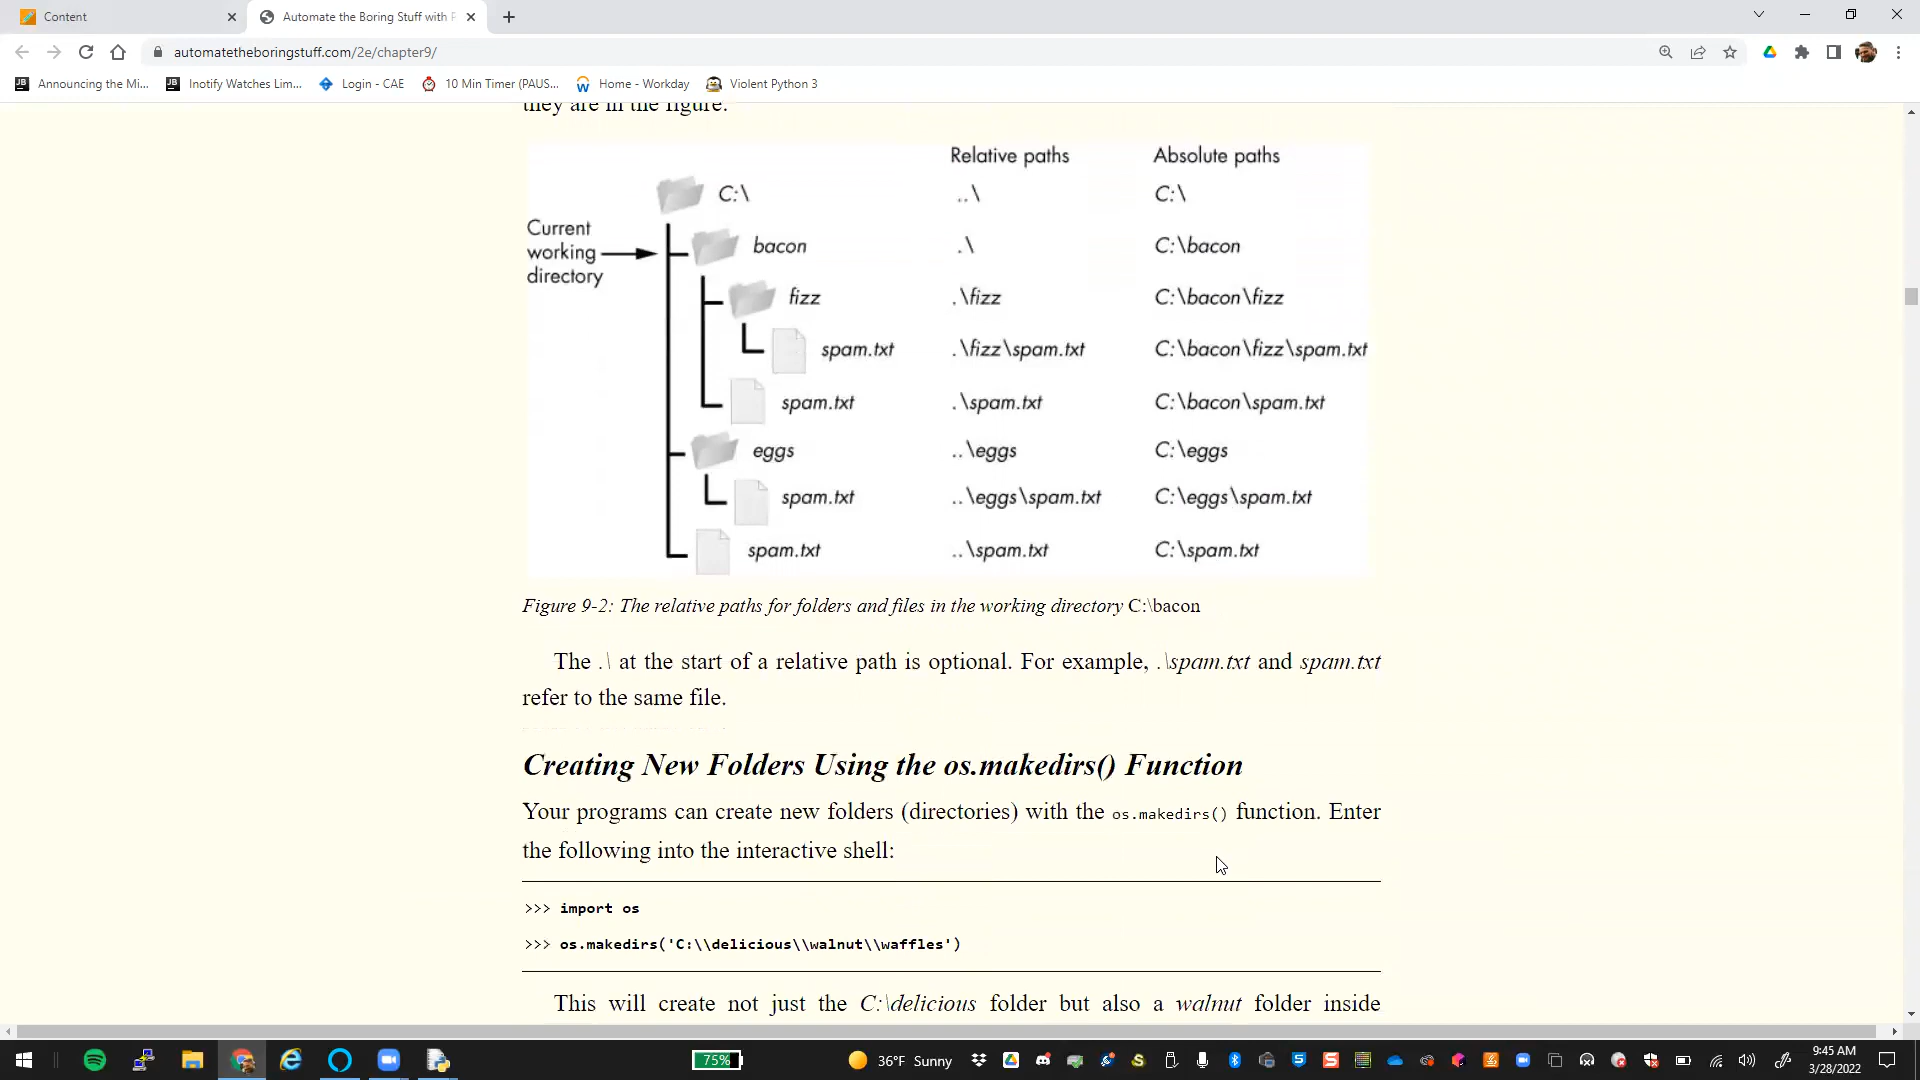 Content
Automate the Boring Stuff with P
automatetheboringstuff.com/2e/chapter9/
Announcing the Mi...
Inotify Watches Lim...
Login - CAE
10 Min Timer (PAUS...
Home - Workday
Violent Python 3
they are in the figure.
Relative paths Absolute paths
C:\ ..\ C:\
Current
working
directory
bacon .\ C:\bacon
fizz .\fizz C:\bacon\fizz
spam.txt .\fizz\spam.txt C:\bacon\fizz\spam.txt
spam.txt .\spam.txt C:\bacon\spam.txt
eggs ..\eggs C:\eggs
spam.txt ..\eggs\spam.txt C:\eggs\spam.txt
spam.txt ..\spam.txt C:\spam.txt
Figure 9-2: The relative paths for folders and files in the working directory C:\bacon
The .\ at the start of a relative path is optional. For example, .\spam.txt and spam.txt
refer to the same file.
Creating New Folders Using the os.makedirs() Function
Your programs can create new folders (directories) with the os.makedirs() function. Enter
the following into the interactive shell:
>>> import os
>>> os.makedirs('C:\\delicious\\walnut\\waffles')
This will create not just the C:\delicious folder but also a walnut folder inside
75%
36°F Sunny
9:45 AM
3/28/2022